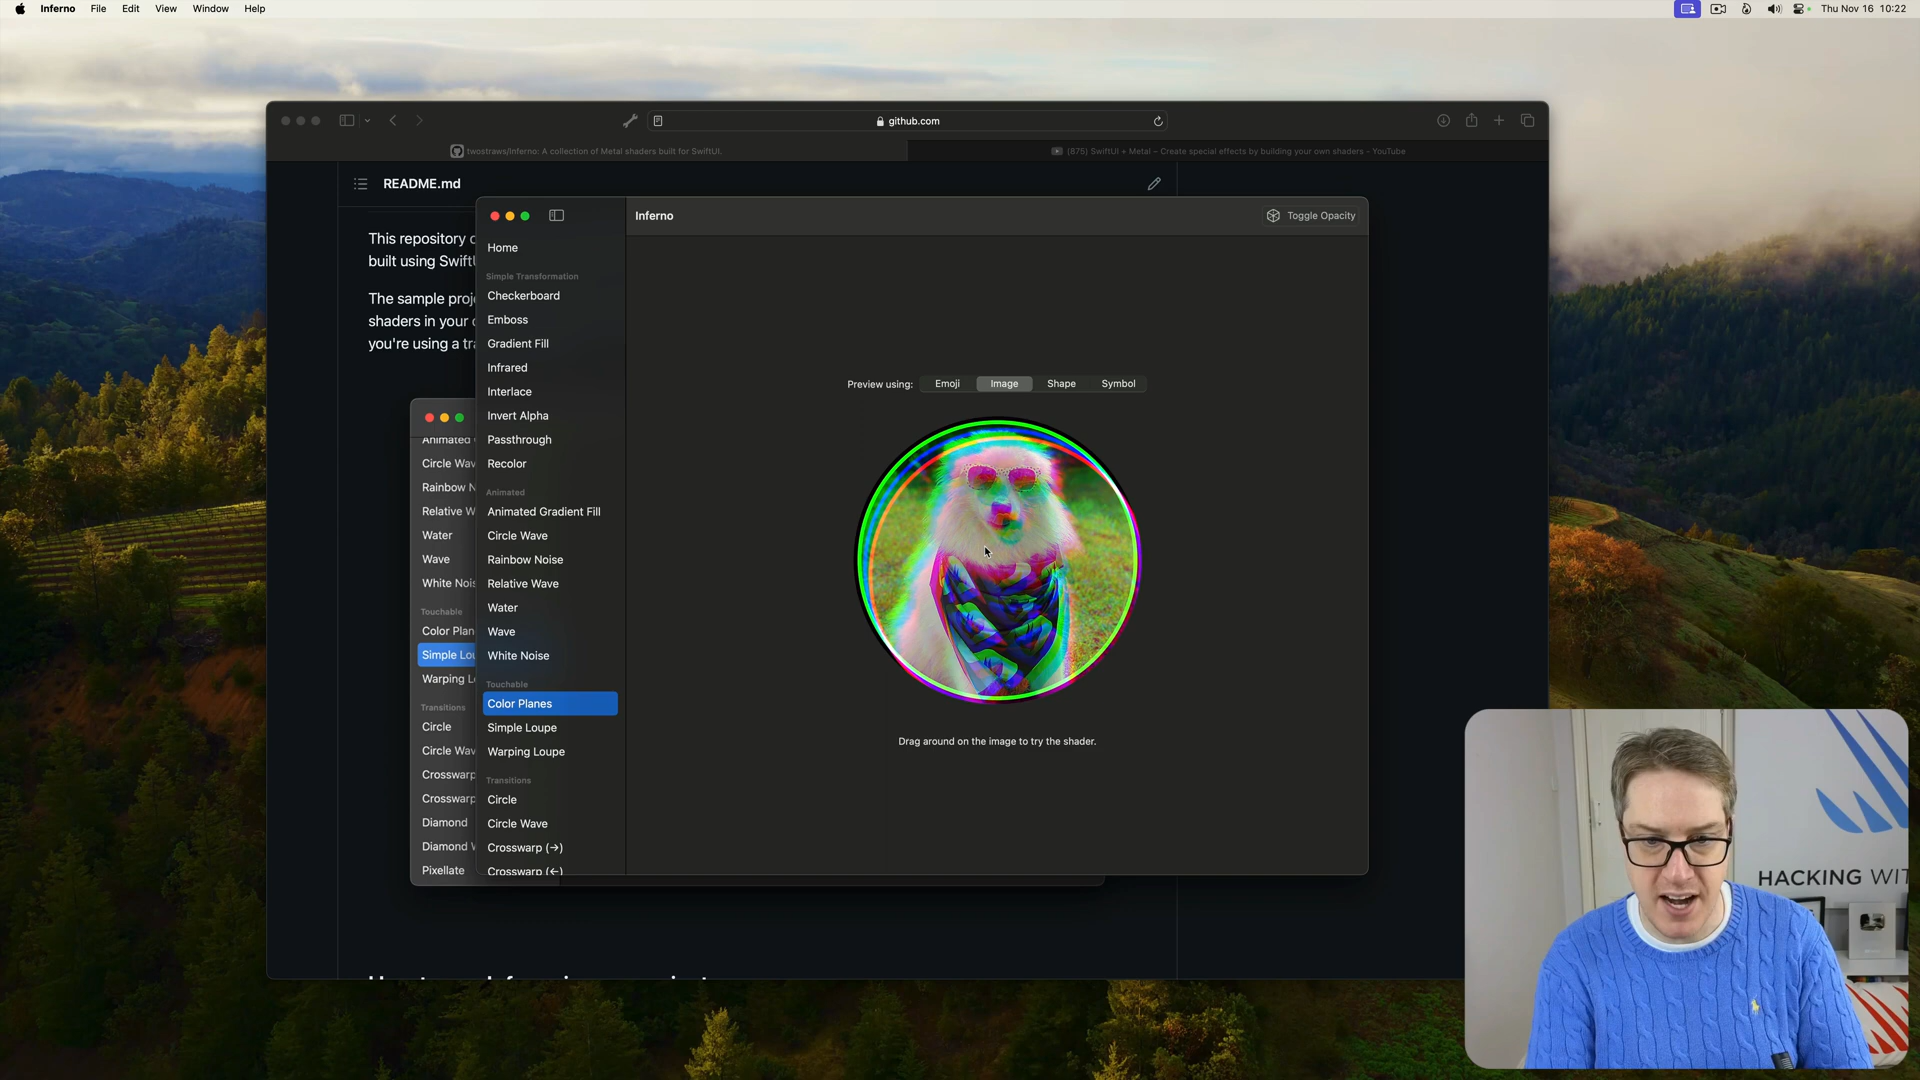 Inferno File Edit View Window Help
Thu Nov 16 10:22
github.com
twostraws/Inferno: A collection of Metal shaders built for SwiftUI.
(875) SwiftUI + Metal – Create special effects by building your own shaders - YouTube
README.md
This repository
built using Swift
The sample proj
shaders in your
you're using a tra
Animated
Circle Wav
Rainbow N
Relative W
Water
Wave
White Nois
Touchable
Color Plan
Simple Lou
Warping L
Transitions
Circle
Circle Wav
Crosswarp
Crosswarp
Diamond
Diamond W
Pixellate
Home
Simple Transformation
Checkerboard
Emboss
Gradient Fill
Infrared
Interlace
Invert Alpha
Passthrough
Recolor
Animated
Animated Gradient Fill
Circle Wave
Rainbow Noise
Relative Wave
Water
Wave
White Noise
Touchable
Color Planes
Simple Loupe
Warping Loupe
Transitions
Circle
Circle Wave
Crosswarp (→)
Crosswarp (←)
Inferno
Toggle Opacity
Preview using: Emoji Image Shape Symbol
Drag around on the image to try the shader.
HACKING WIT